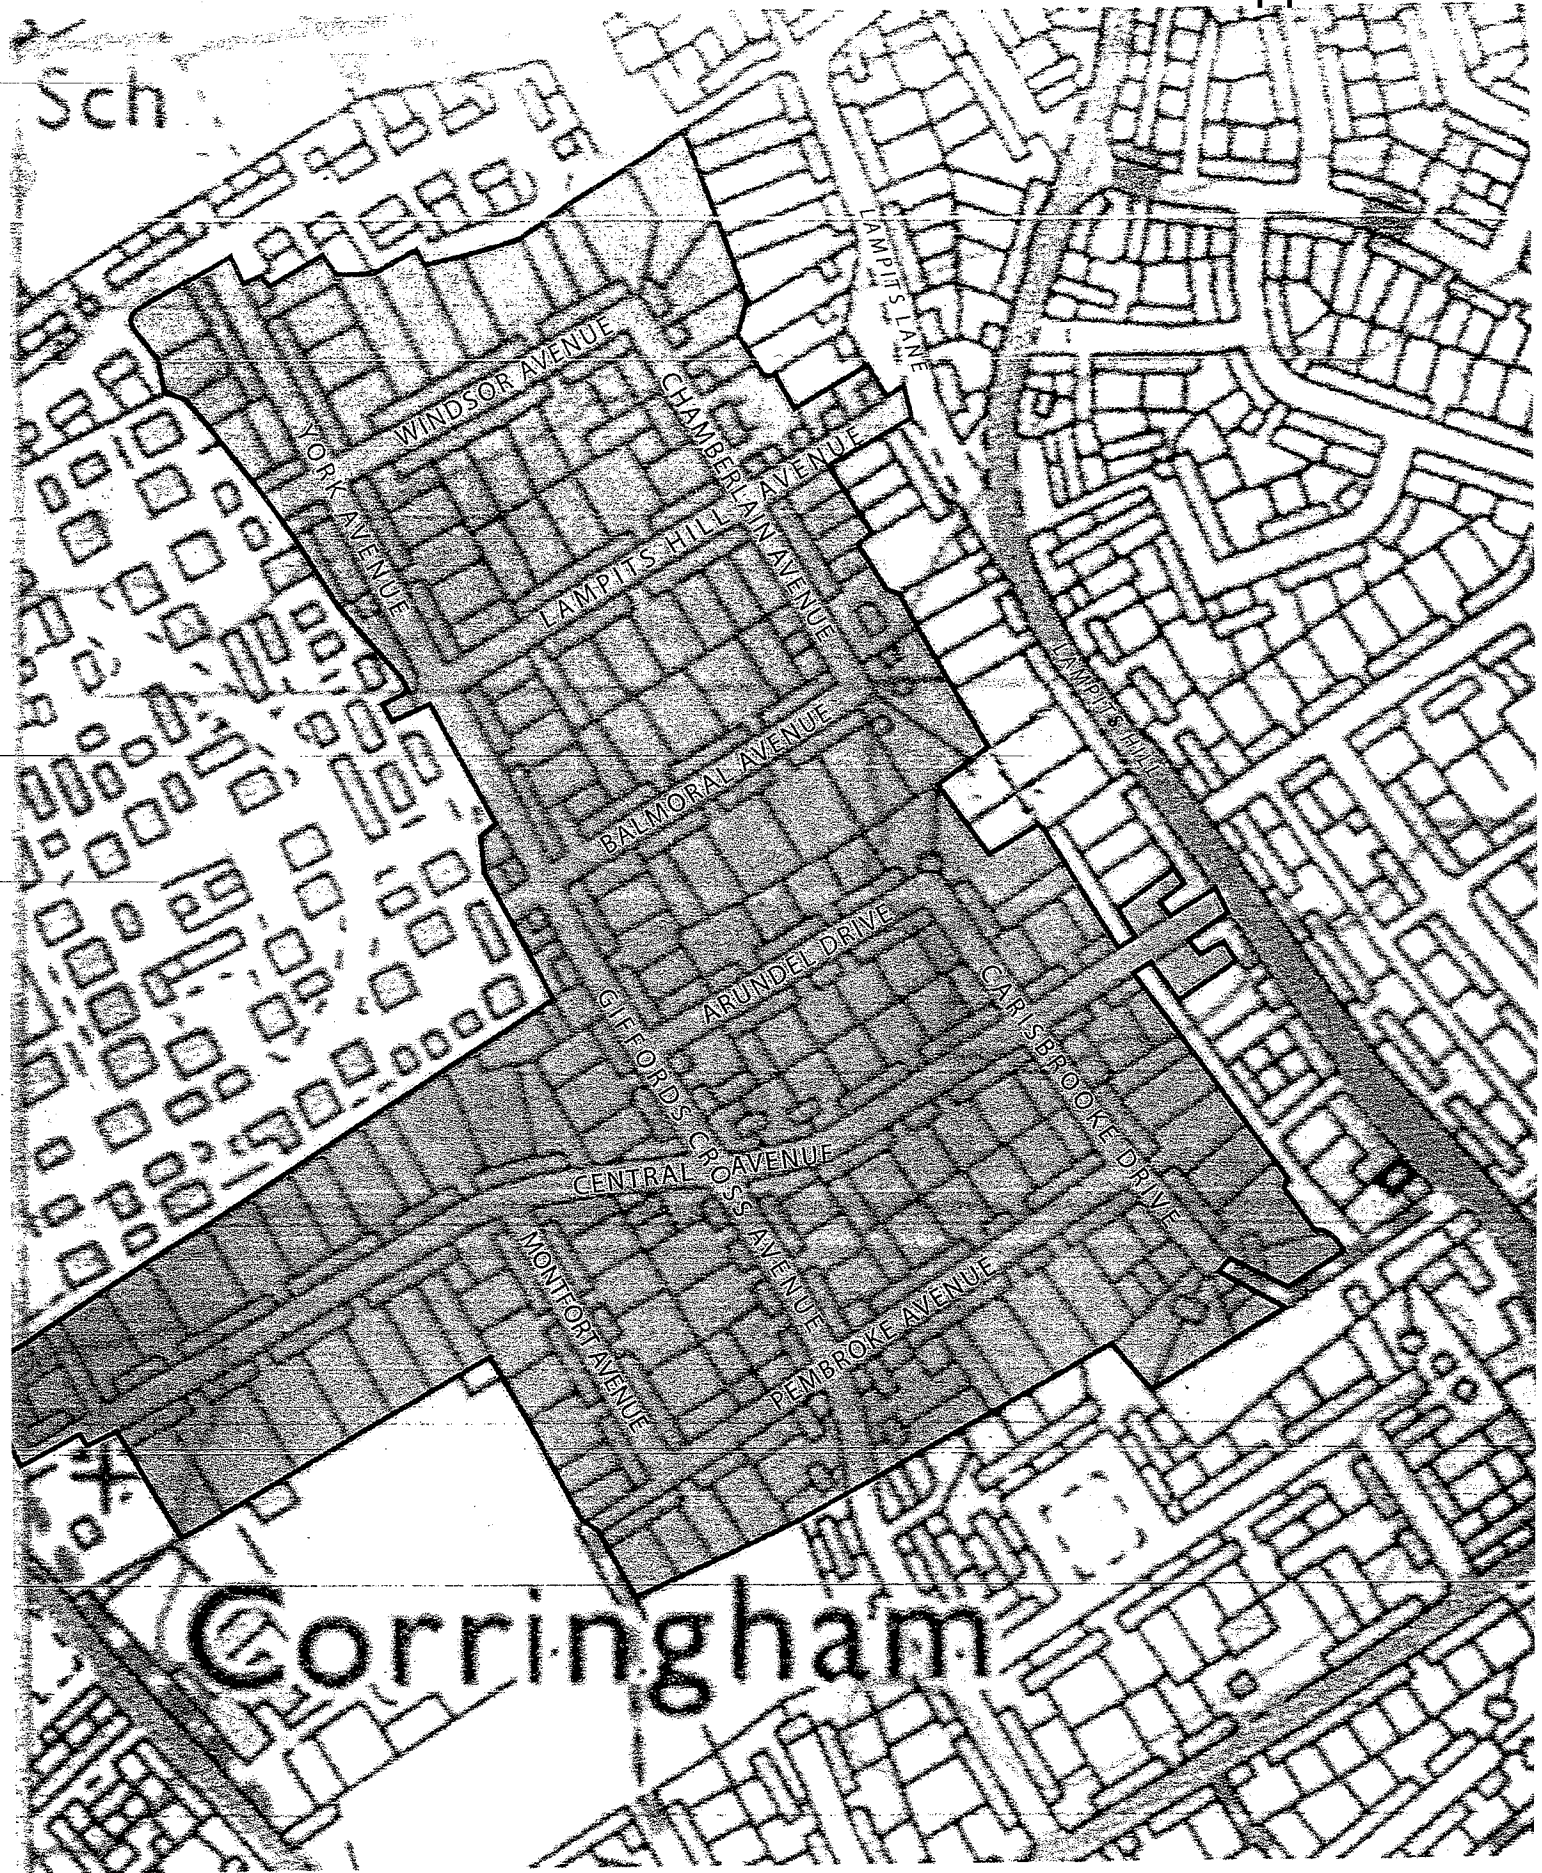 Sch
LAMPITS LANE
WINDSOR AVENUE
CHAMBERLAIN AVENUE
YORK AVENUE
LAMPITS HILL AVENUE
LAMPITS HILL
BALMORAL AVENUE
ARUNDEL DRIVE
CARISBROOKE DRIVE
GIFFORDS CROSS AVENUE
CENTRAL AVENUE
MONTFORT AVENUE
PEMBROKE AVENUE
Corringham